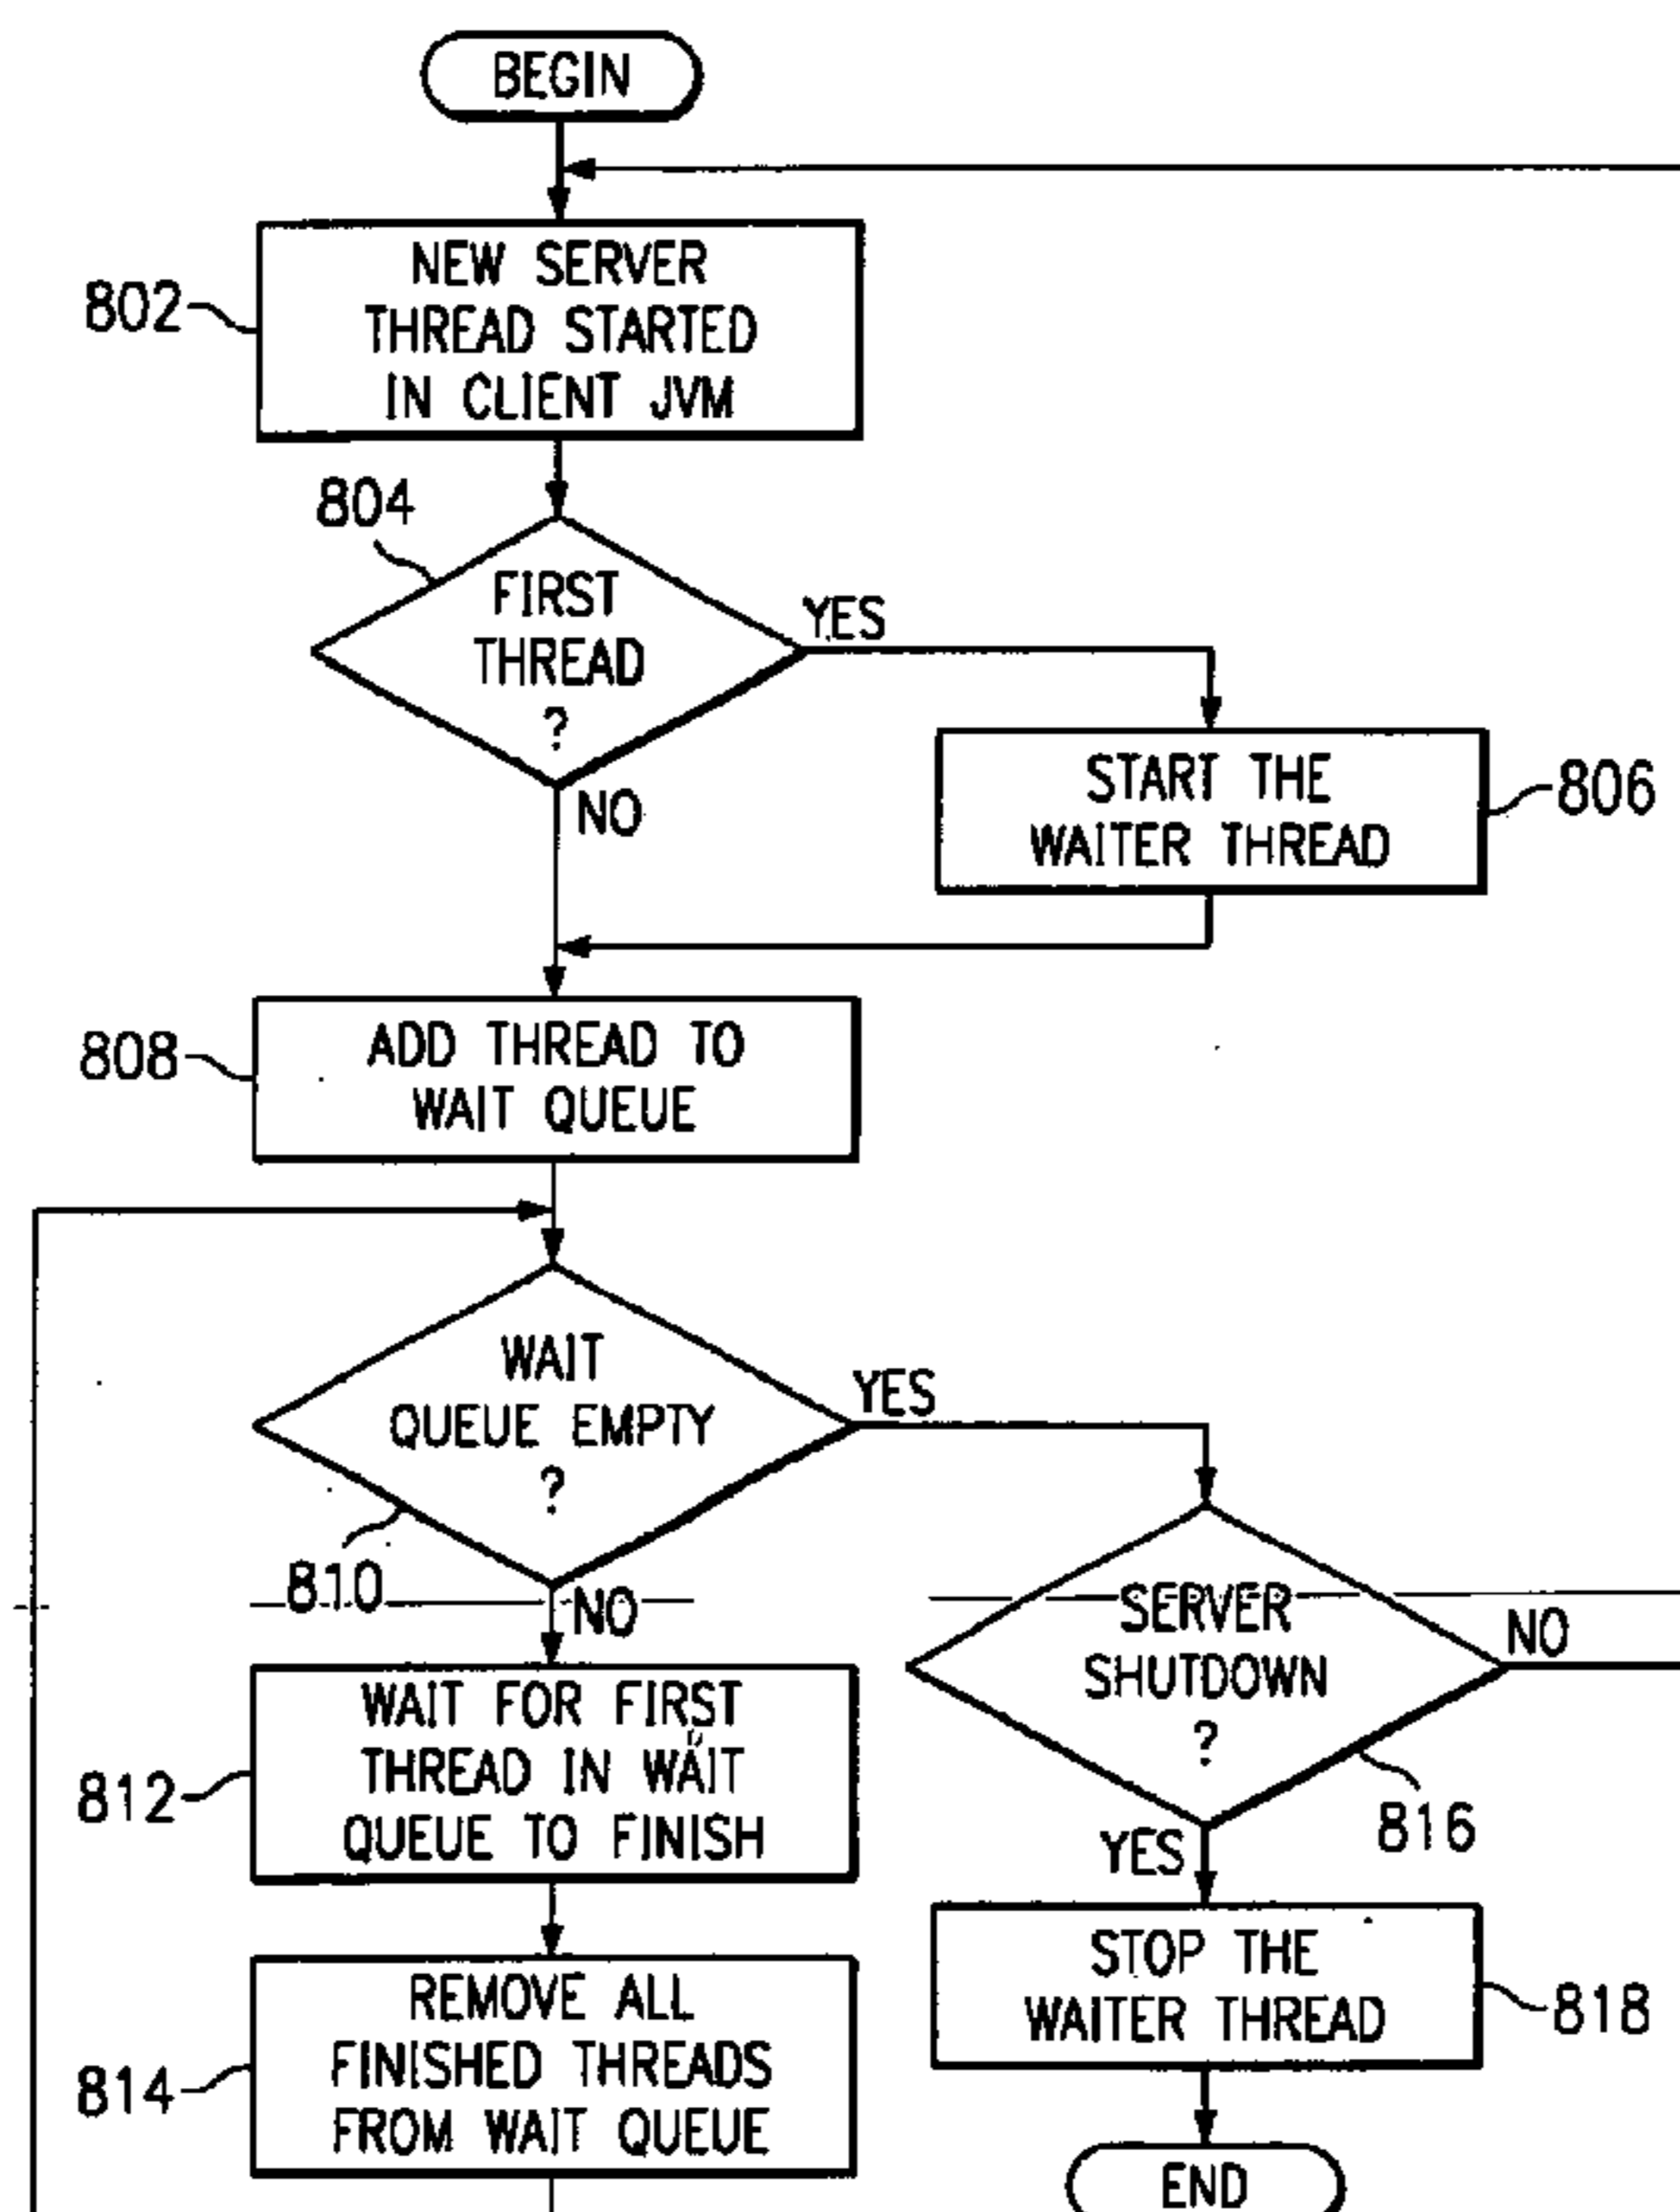 BEGIN
802
NEW SERVER
THREAD STARTED
IN CLIENT JVM
804
FIRST
THREAD
?
YES
NO
START THE
WAITER THREAD
806
808
ADD THREAD TO
WAIT QUEUE
WAIT
QUEUE EMPTY
?
YES
810
NO
SERVER
SHUTDOWN
?
NO
816
YES
812
WAIT FOR FIRST
THREAD IN WAIT
QUEUE TO FINISH
STOP THE
WAITER THREAD
818
814
REMOVE ALL
FINISHED THREADS
FROM WAIT QUEUE
END